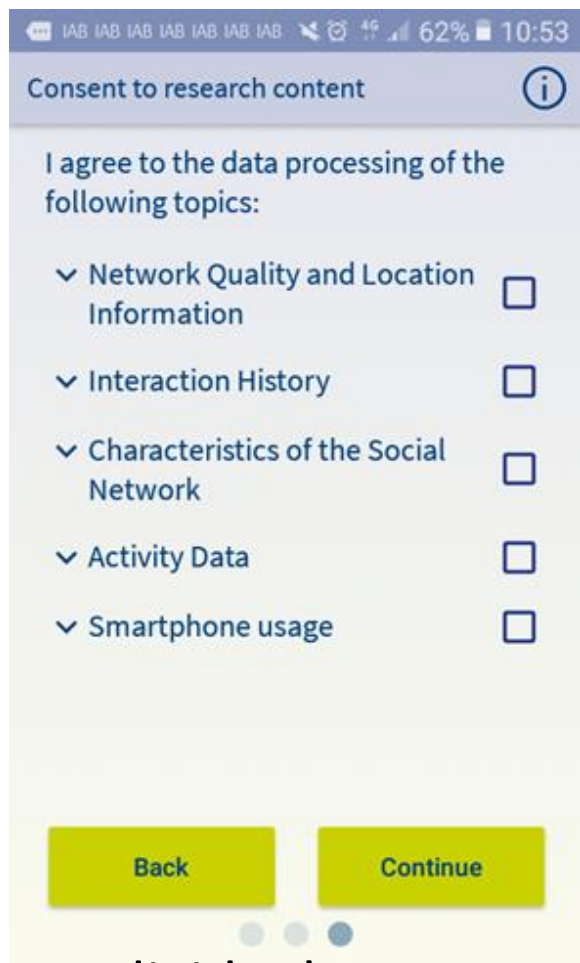 IAB IAB IAB IAB IAB IAB IAB 4G 62% 10:53
Consent to research content
I agree to the data processing of the
following topics:
Network Quality and Location
Information
Interaction History
Characteristics of the Social
Network
Activity Data
Smartphone usage
Back Continue